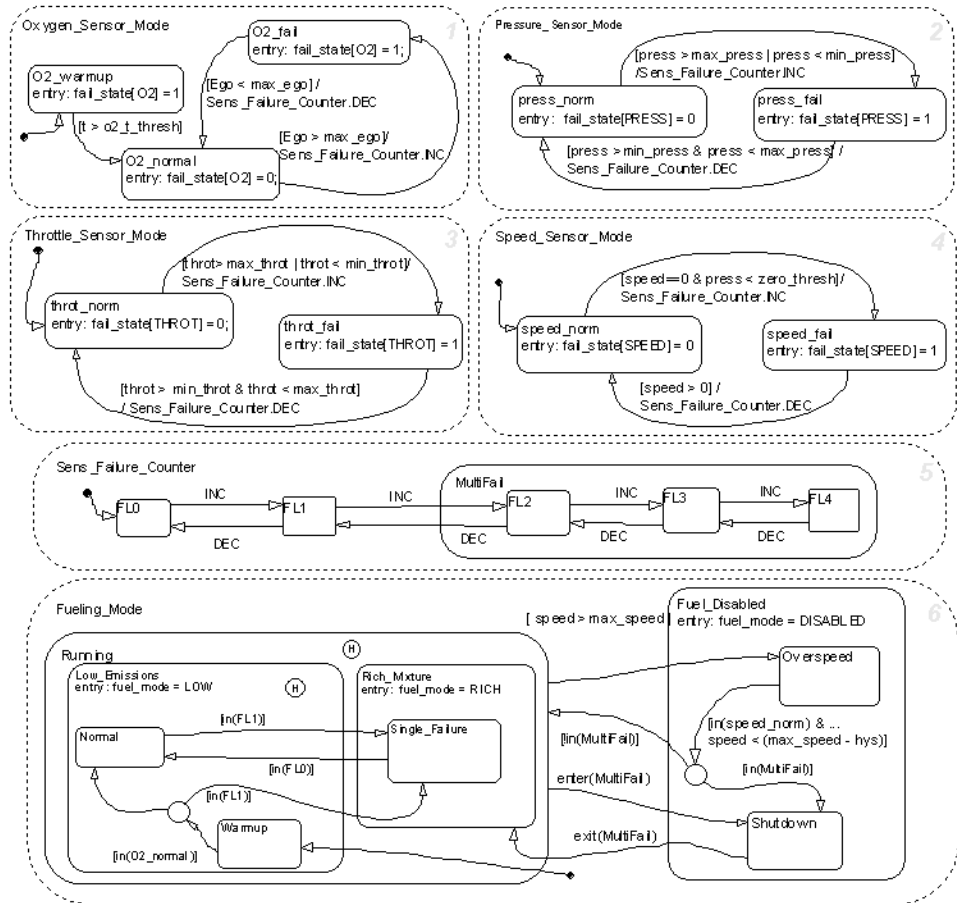 Oxygen_Sensor_Mode
1
O2_fail
entry: fail_state[O2] = 1;
O2_warmup
entry: fail_state[O2] = 1
[Ego < max_ego] /
Sens_Failure_Counter.DEC
[t > o2_t_thresh]
[Ego > max_ego]/
Sens_Failure_Counter.INC
O2_normal
entry: fail_state[O2] = 0;
Pressure_Sensor_Mode
2
[press > max_press | press < min_press]
/Sens_Failure_Counter.INC
press_norm
entry: fail_state[PRESS] = 0
press_fail
entry: fail_state[PRESS] = 1
[press > min_press & press < max_press] /
Sens_Failure_Counter.DEC
Throttle_Sensor_Mode
3
[throt > max_throt | throt < min_throt]/
Sens_Failure_Counter.INC
throt_norm
entry: fail_state[THROT] = 0;
throt_fail
entry: fail_state[THROT] = 1
[throt > min_throt & throt < max_throt]
/ Sens_Failure_Counter.DEC
Speed_Sensor_Mode
4
[speed==0 & press < zero_thresh]/
Sens_Failure_Counter.INC
speed_norm
entry: fail_state[SPEED] = 0
speed_fail
entry: fail_state[SPEED] = 1
[speed > 0] /
Sens_Failure_Counter.DEC
Sens_Failure_Counter
5
MultiFail
FL0
INC
DEC
FL1
INC
DEC
FL2
INC
DEC
FL3
INC
DEC
FL4
Fueling_Mode
6
[ speed > max_speed ]
Fuel_Disabled
entry: fuel_mode = DISABLED
Running
H
Low_Emissions
entry: fuel_mode = LOW
H
Rich_Mixture
entry: fuel_mode = RICH
Overspeed
Normal
[in(FL1)]
Single_Failure
[in(FL0)]
[in(speed_norm) & ...
speed < (max_speed - hys)]
[!in(MultiFail)]
[in(MultiFail)]
enter(MultiFail)
[in(FL1)]
Warmup
[in(O2_normal)]
Shutdown
exit(MultiFail)